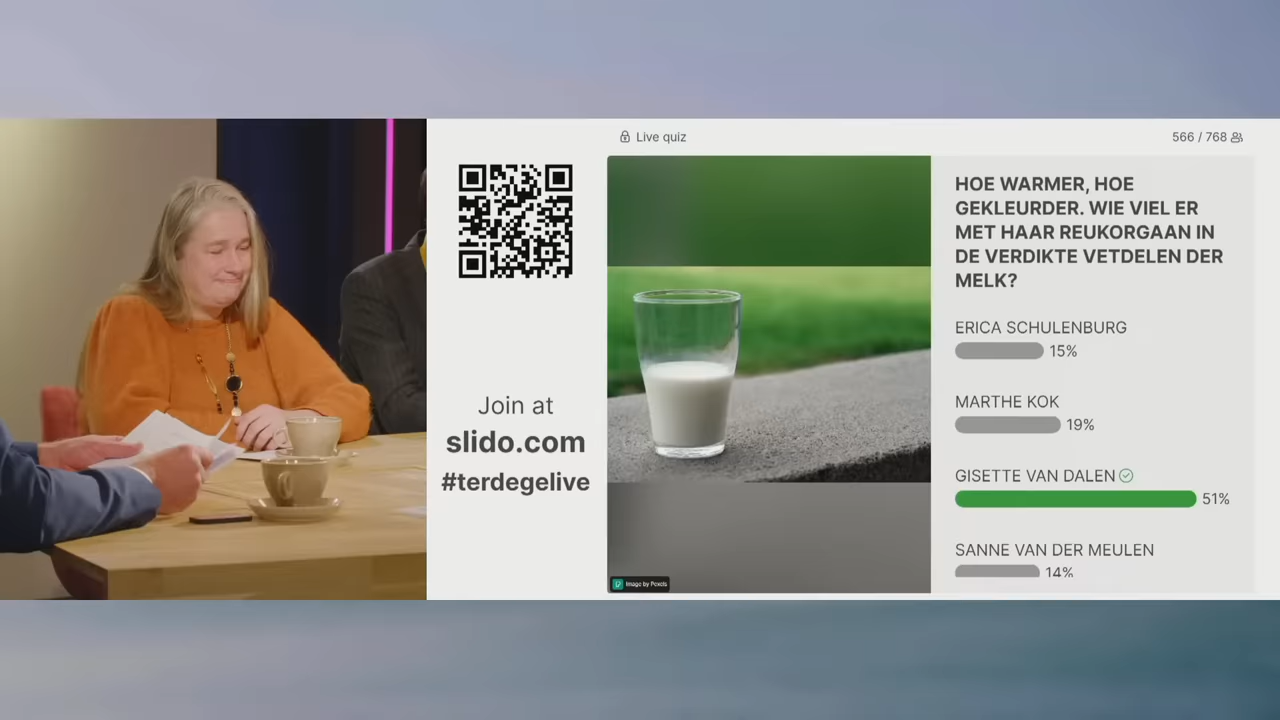 Live quiz
566 / 768
Join at
slido.com
#terdegelive
Image by Pexels
HOE WARMER, HOE
GEKLEURDER. WIE VIEL ER
MET HAAR REUKORGAAN IN
DE VERDIKTE VETDELEN DER
MELK?
ERICA SCHULENBURG
15%
MARTHE KOK
19%
GISETTE VAN DALEN
51%
SANNE VAN DER MEULEN
14%